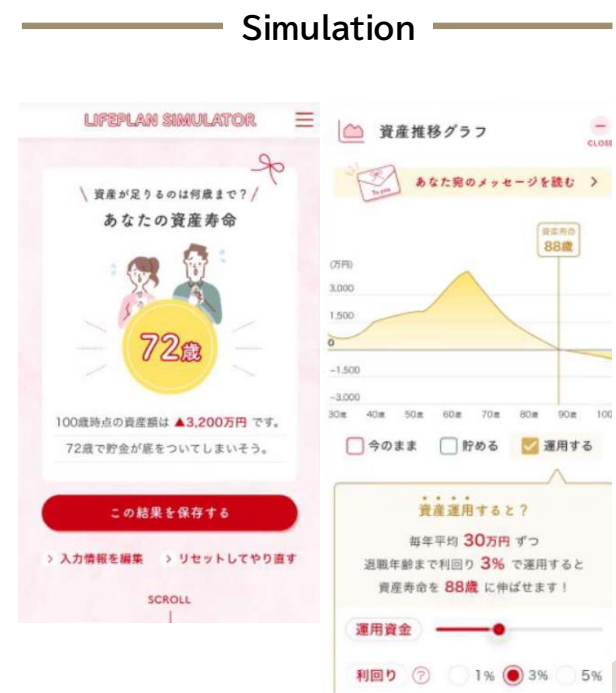 Simulation
LIFEPLAN SIMULATOR
資産が足りるのは何歳まで?
あなたの資産寿命
72歳
100歳時点の資産額は ▲3,200万円 です。
72歳で貯金が底をついてしまいそう。
この結果を保存する
> 入力情報を編集 > リセットしてやり直す
SCROLL
資産推移グラフ
CLOSE
To you
あなた宛のメッセージを読む >
資産寿命
88歳
(万円)
3,000
1,500
0
-1,500
-3,000
30歳 40歳 50歳 60歳 70歳 80歳 90歳 100
今のまま 貯める 運用する
資産運用すると?
毎年平均 30万円 ずつ
退職年齢まで利回り 3% で運用すると
資産寿命を 88歳 に伸ばせます!
運用資金
利回り ? 1% 3% 5%